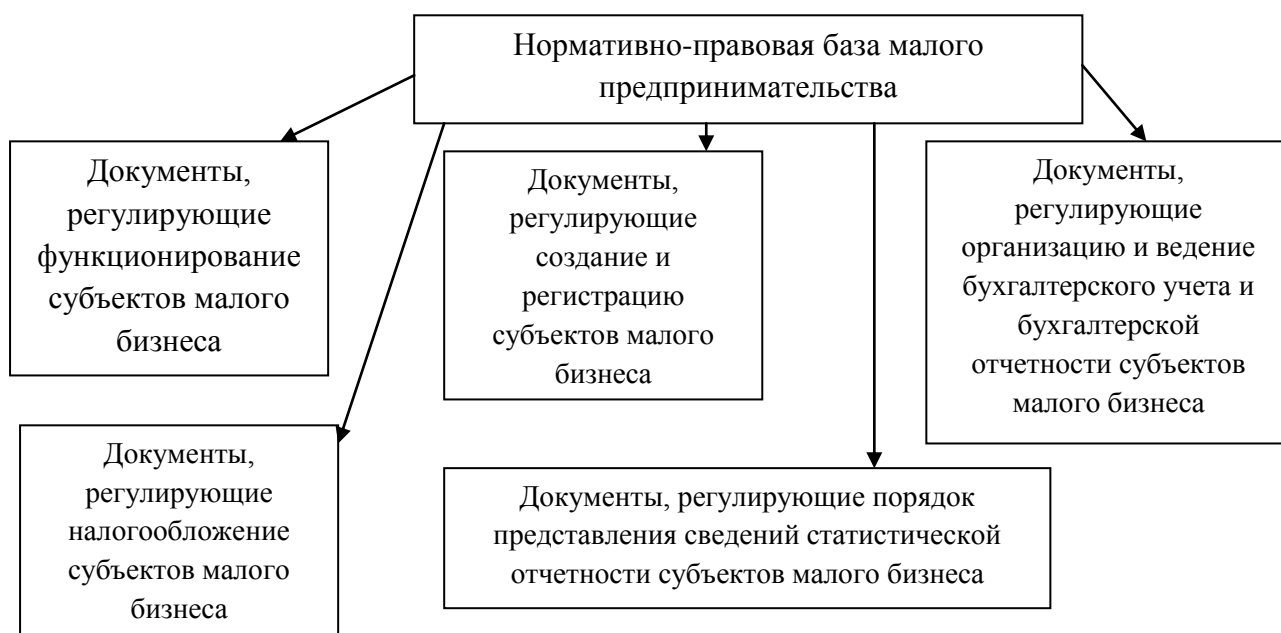 Нормативно-правовая база малого
предпринимательства
Документы,
регулирующие
функционирование
субъектов малого
бизнеса
Документы,
регулирующие
создание и
регистрацию
субъектов малого
бизнеса
Документы,
регулирующие
организацию и ведение
бухгалтерского учета и
бухгалтерской
отчетности субъектов
малого бизнеса
Документы,
регулирующие
налогообложение
субъектов малого
бизнеса
Документы, регулирующие порядок
представления сведений статистической
отчетности субъектов малого бизнеса